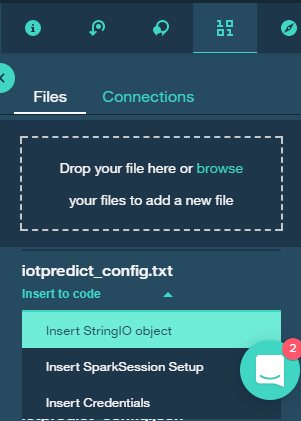 Files Connections
Drop your file here or browse
your files to add a new file
iotpredict_config.txt
Insert to code
Insert StringIO object
Insert SparkSession Setup
2
Insert Credentials